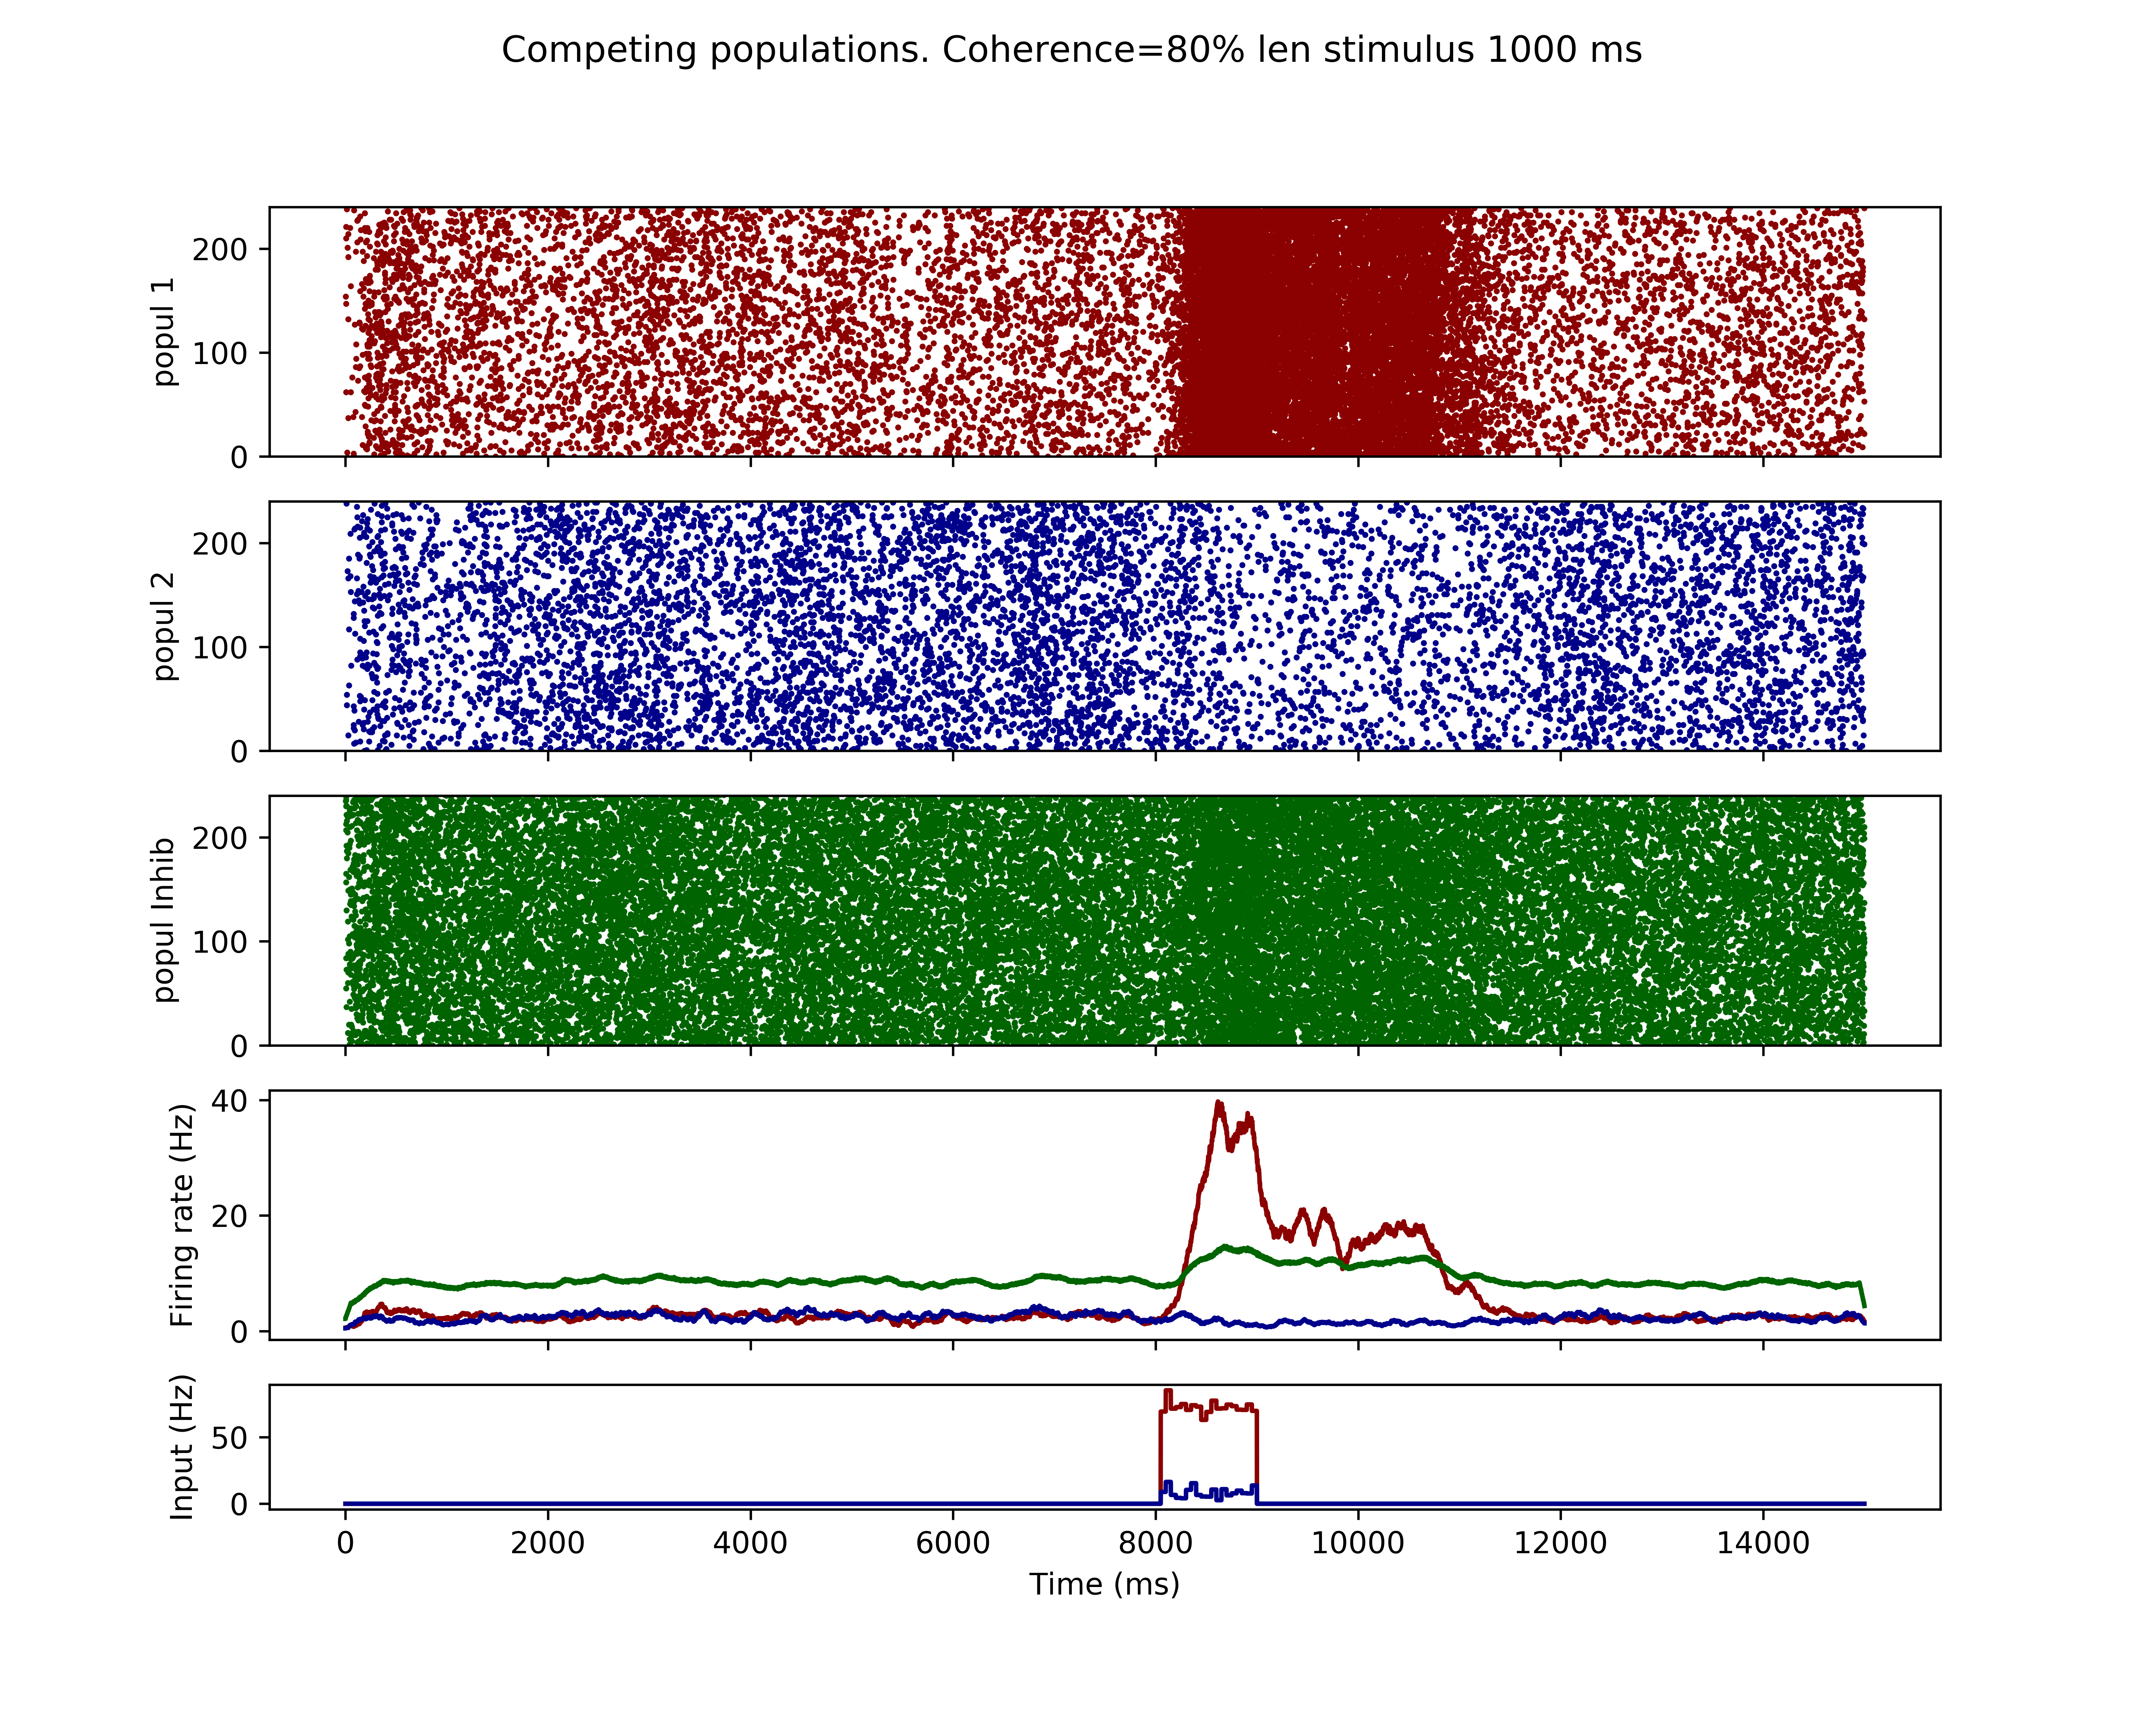 Competing populations. Coherence=80% len stimulus 1000 ms
popul 1
200
100
0
popul 2
200
100
0
popul Inhib
200
100
0
Firing rate (Hz)
40
20
0
Input (Hz)
50
0
0 2000 4000 6000 8000 10000 12000 14000
Time (ms)